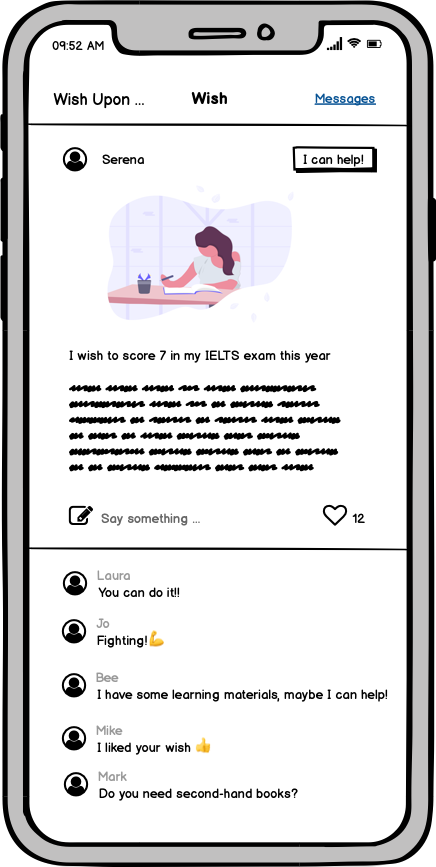 09:52 AM
Wish Upon ... Wish Messages
Serena I can help!
I wish to score 7 in my IELTS exam this year
Say something ... 12
Laura
You can do it!!
Jo
Fighting!💪
Bee
I have some learning materials, maybe I can help!
Mike
I liked your wish 👍
Mark
Do you need second-hand books?